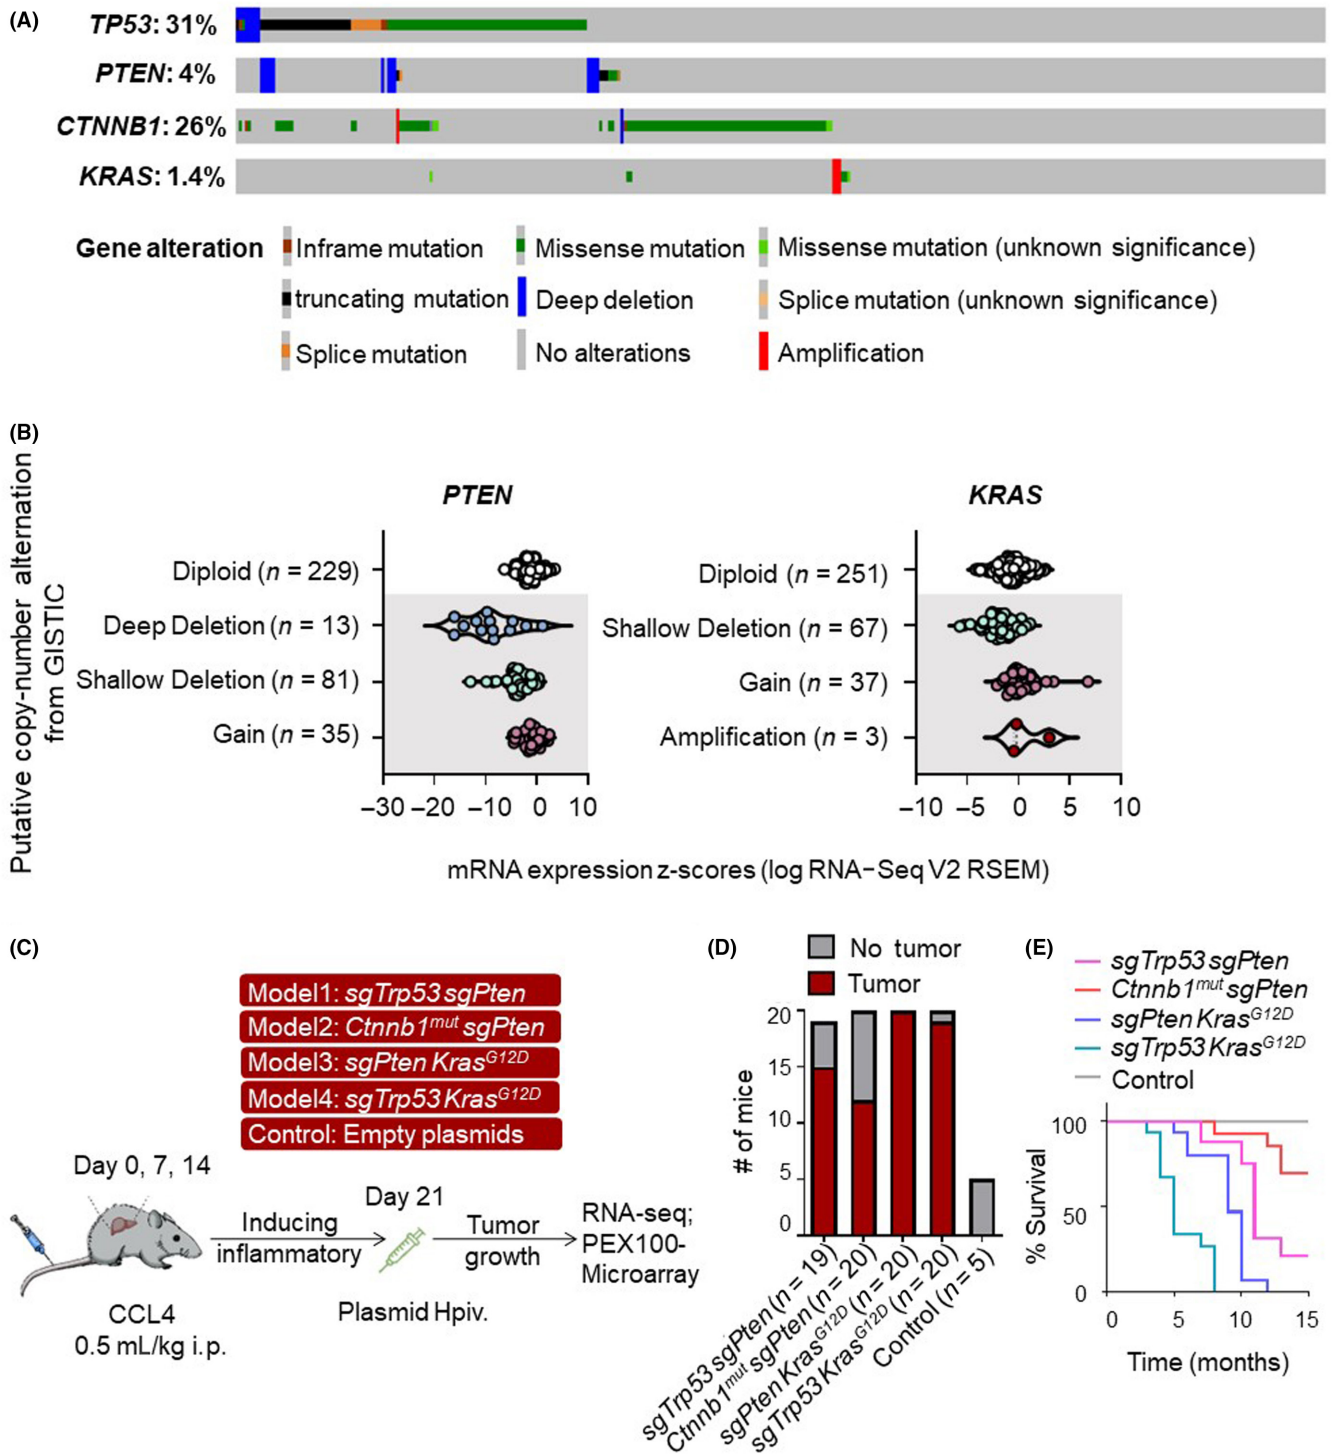 (A)
TP53: 31%
PTEN: 4%
CTNNB1: 26%
KRAS: 1.4%
Gene alteration
Inframe mutation
Missense mutation
Missense mutation (unknown significance)
truncating mutation
Deep deletion
Splice mutation (unknown significance)
Splice mutation
No alterations
Amplification
(B)
Putative copy-number alternation
from GISTIC
PTEN
Diploid (n = 229)
Deep Deletion (n = 13)
Shallow Deletion (n = 81)
Gain (n = 35)
−30 −20 −10 0 10
KRAS
Diploid (n = 251)
Shallow Deletion (n = 67)
Gain (n = 37)
Amplification (n = 3)
−10 −5 0 5 10
mRNA expression z-scores (log RNA−Seq V2 RSEM)
(C)
Model1: sgTrp53 sgPten
Model2: Ctnnb1mut sgPten
Model3: sgPten KrasG12D
Model4: sgTrp53 KrasG12D
Control: Empty plasmids
Day 0, 7, 14
CCL4
0.5 mL/kg i.p.
Inducing
inflammatory
Day 21
Plasmid Hpiv.
Tumor
growth
RNA-seq;
PEX100-
Microarray
(D)
No tumor
Tumor
# of mice
20
15
10
5
0
sgTrp53 sgPten (n = 19)
Ctnnb1mut sgPten (n = 20)
sgPten KrasG12D (n = 20)
sgTrp53 KrasG12D (n = 20)
Control (n = 5)
(E)
sgTrp53 sgPten
Ctnnb1mut sgPten
sgPten KrasG12D
sgTrp53 KrasG12D
Control
% Survival
100
50
0
0 5 10 15
Time (months)